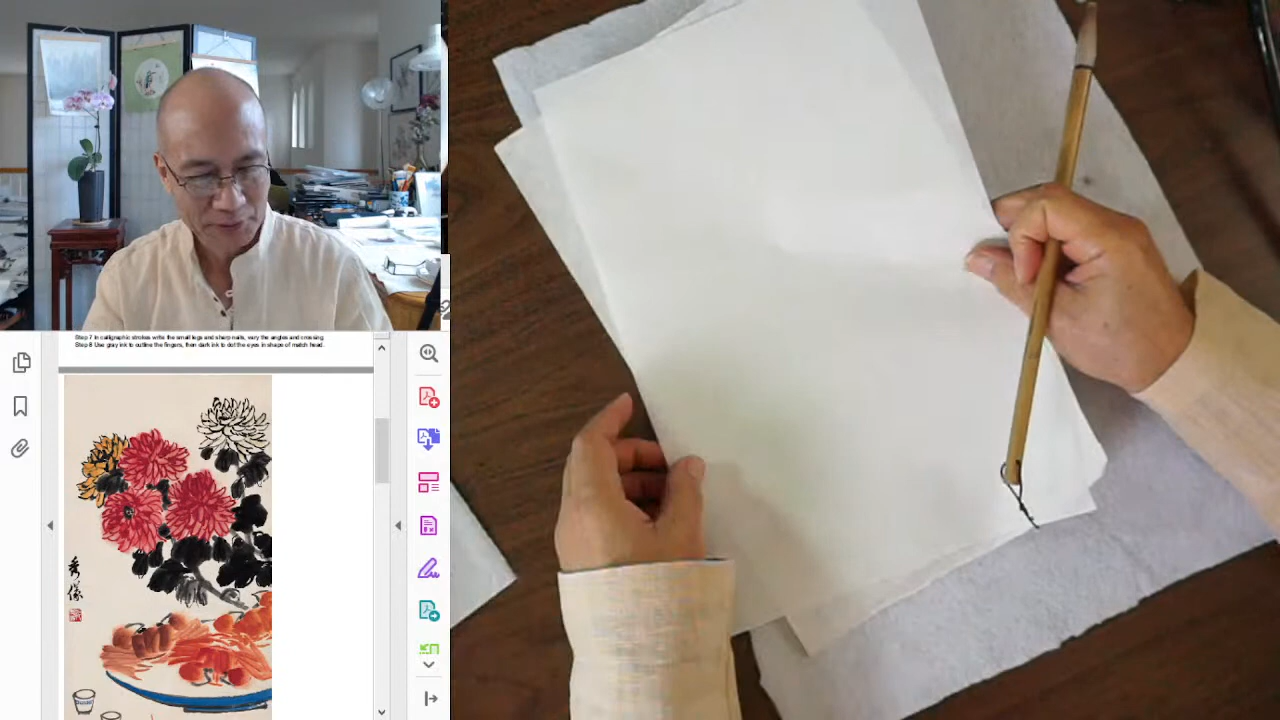 Step 7 In calligraphic strokes write the small legs and sharp nails, vary the angles and crossing.
Step 8 Use gray ink to outline the fingers, then dark ink to dot the eyes in shape of match head.